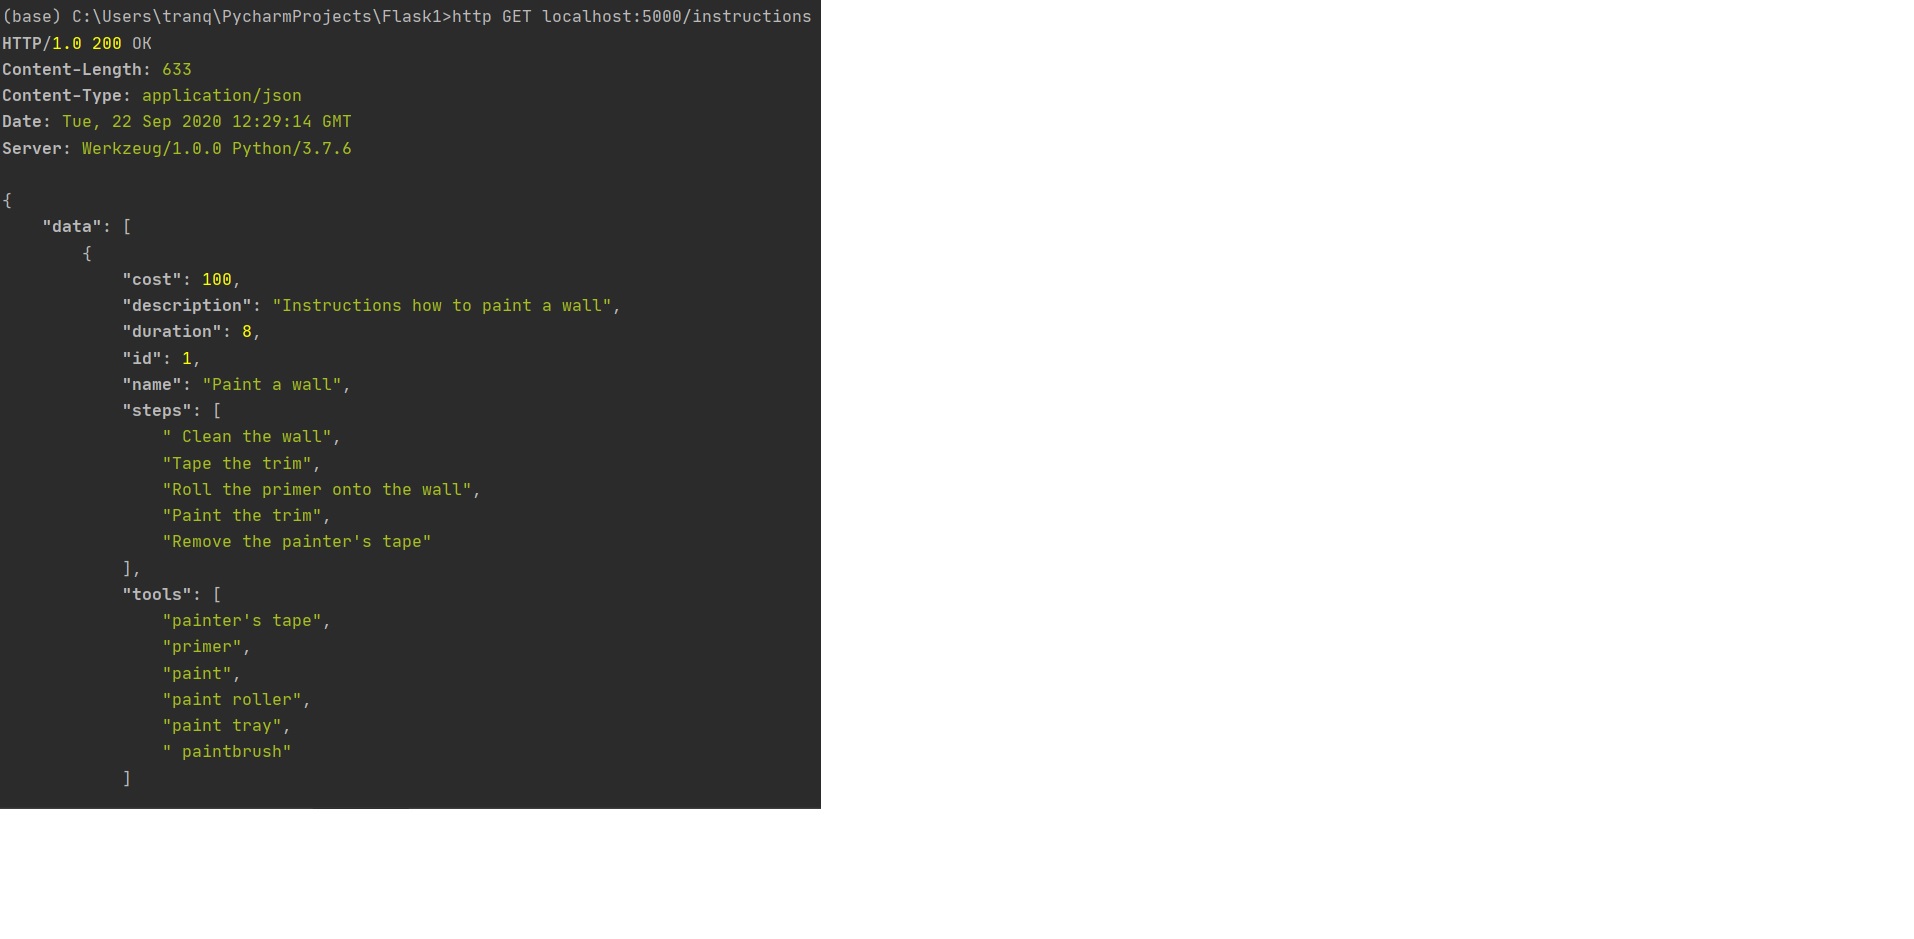 (base) C:\Users\tranq\PycharmProjects\Flask1>http GET localhost:5000/instructions
HTTP/1.0 200 OK
Content-Length: 633
Content-Type: application/json
Date: Tue, 22 Sep 2020 12:29:14 GMT
Server: Werkzeug/1.0.0 Python/3.7.6

{
    "data": [
        {
            "cost": 100,
            "description": "Instructions how to paint a wall",
            "duration": 8,
            "id": 1,
            "name": "Paint a wall",
            "steps": [
                " Clean the wall",
                "Tape the trim",
                "Roll the primer onto the wall",
                "Paint the trim",
                "Remove the painter's tape"
            ],
            "tools": [
                "painter's tape",
                "primer",
                "paint",
                "paint roller",
                "paint tray",
                " paintbrush"
            ]